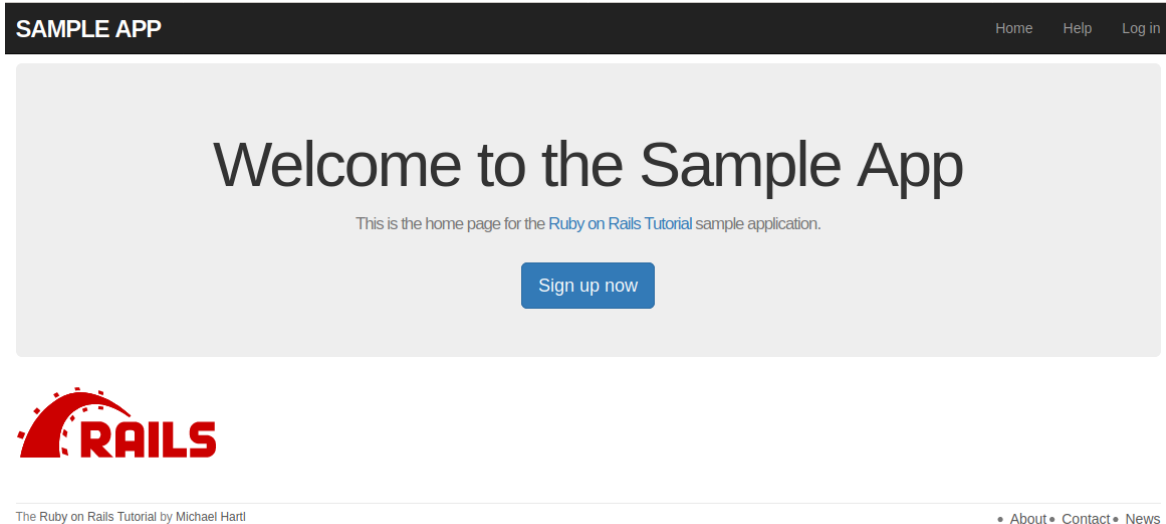 SAMPLE APP Home Help Log in
Welcome to the Sample App
This is the home page for the Ruby on Rails Tutorial sample application.
Sign up now
RAILS
The Ruby on Rails Tutorial by Michael Hartl • About • Contact • News